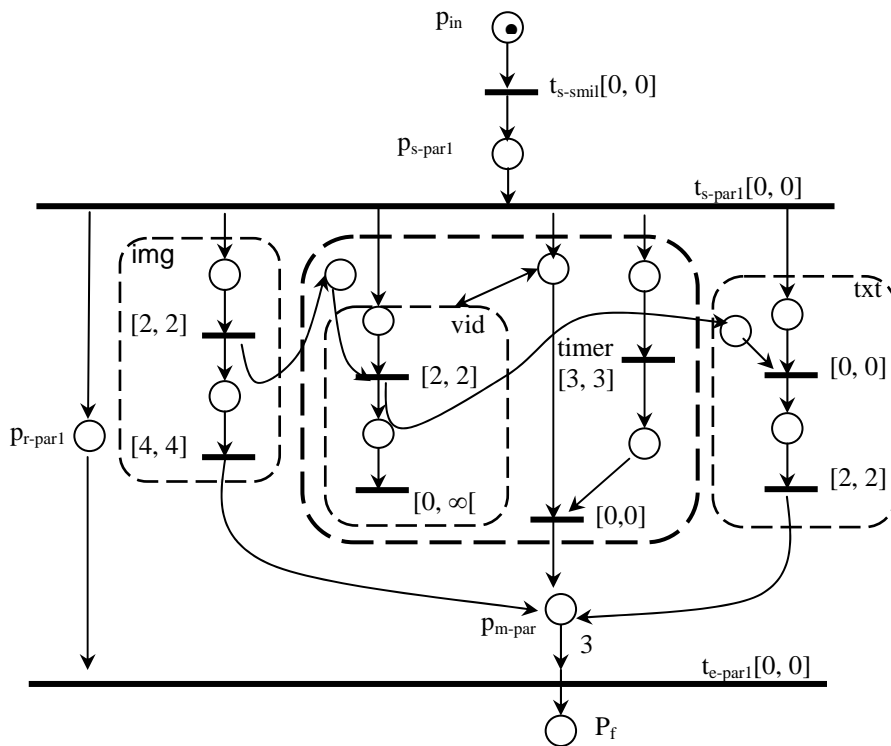 p_in
t_s-smil[0, 0]
p_s-par1
t_s-par1[0, 0]
img
txt
vid
[2, 2]
timer
[2, 2]
[3, 3]
[0, 0]
p_r-par1
[4, 4]
[2, 2]
[0, ∞[
[0,0]
p_m-par
3
t_e-par1[0, 0]
P_f